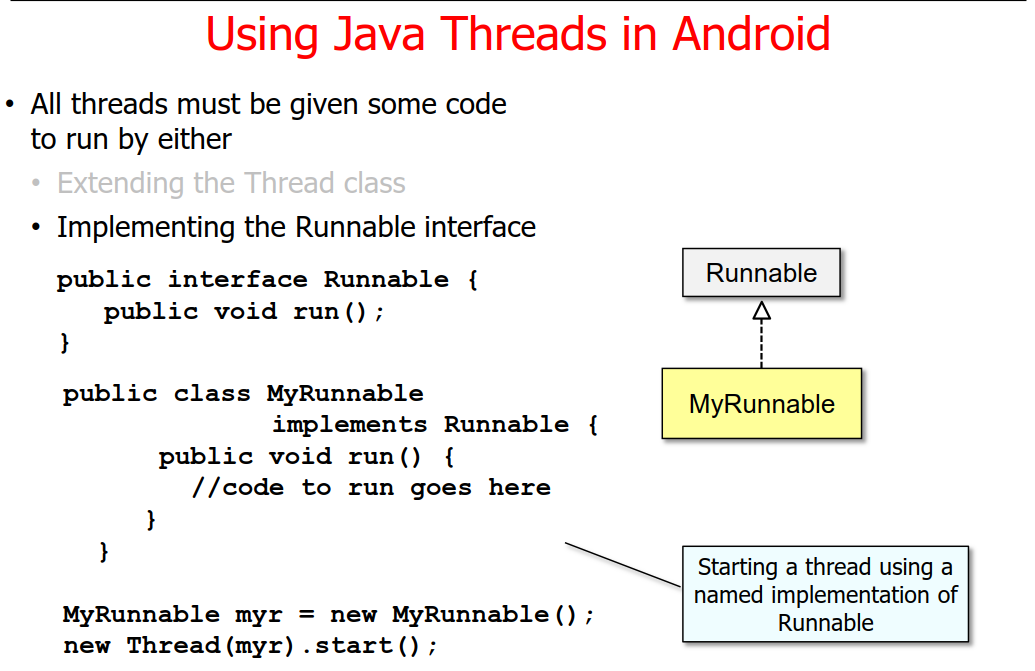 Using Java Threads in Android
• All threads must be given some code
to run by either
• Extending the Thread class
• Implementing the Runnable interface
public interface Runnable {
public void run();
}
public class MyRunnable
implements Runnable {
public void run() {
//code to run goes here
}
}
MyRunnable myr = new MyRunnable();
new Thread(myr).start();
Runnable
MyRunnable
Starting a thread using a
named implementation of
Runnable